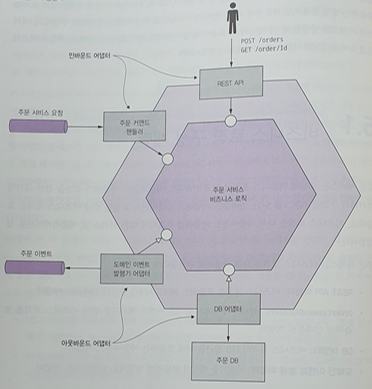 POST /orders
GET /order/Id
인바운드 어댑터
REST API
주문 서비스 요청
주문 커맨드
핸들러
주문 서비스
비즈니스 로직
주문 이벤트
도메인 이벤트
발행기 어댑터
DB 어댑터
아웃바운드 어댑터
주문 DB